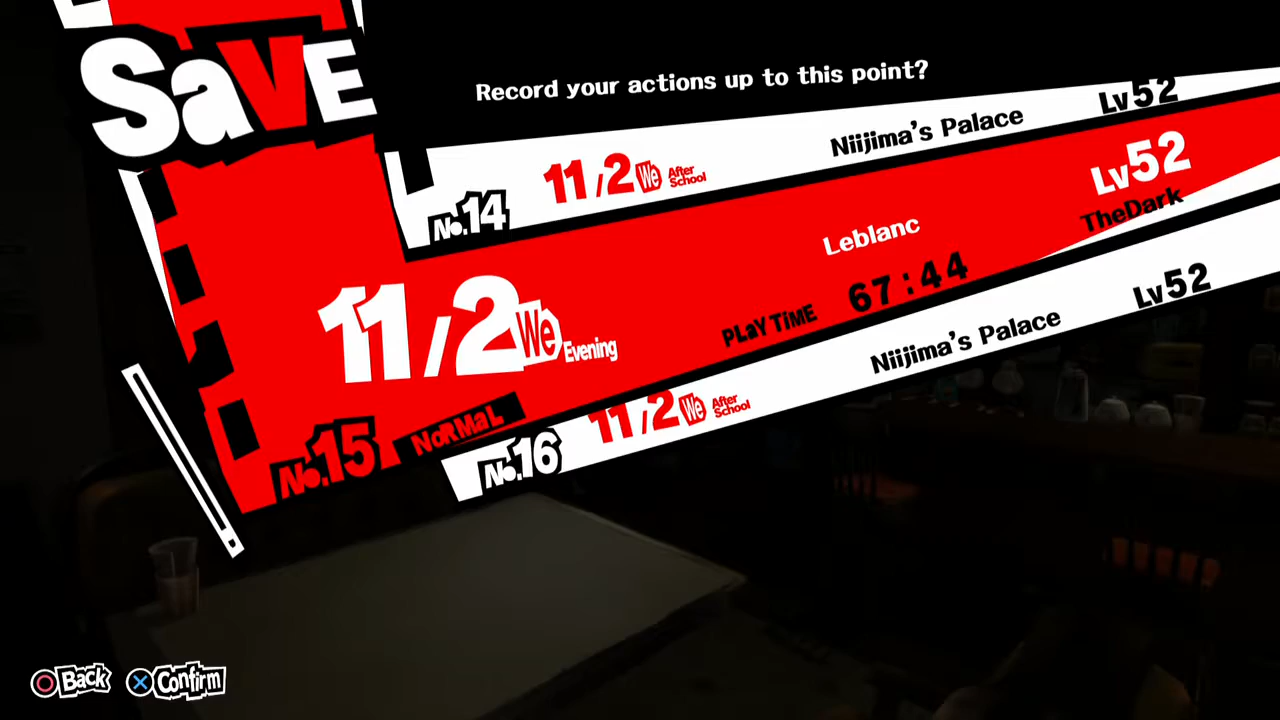 SaVE
Record your actions up to this point?
No.14 11/2 We After School Niijima's Palace Lv52
11/2 We Evening Leblanc Lv52
PLaY TiME 67:44 TheDark
No.15 NoRMaL
No.16 11/2 We After School Niijima's Palace Lv52
Back Confirm